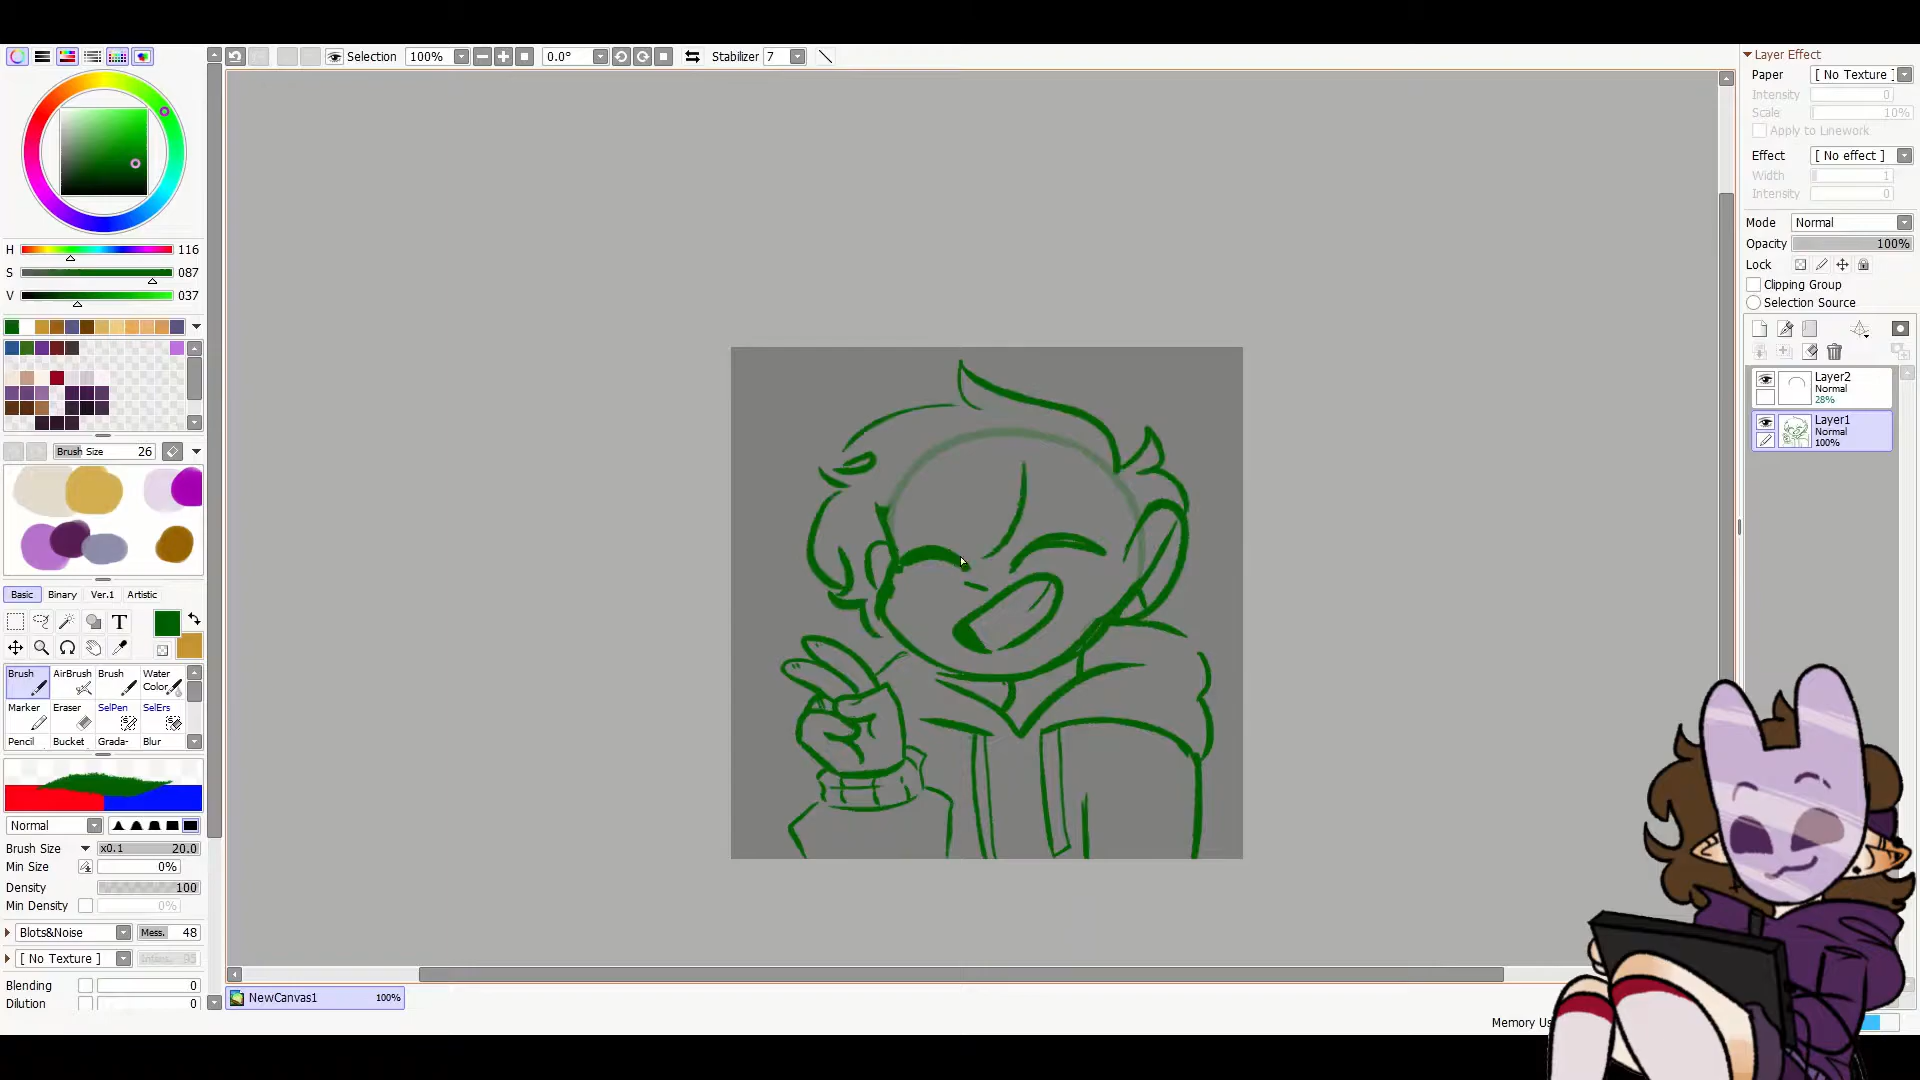 Selection 100% 0.0° Stabilizer 7
H 116
S 087
V 037
Brush Size 26
Basic Binary Ver.1 Artistic
T
Brush AirBrush Brush Water Color
Marker Eraser SelPen SelErs
Pencil Bucket Grada- Blur
Normal
Brush Size x0.1 20.0
Min Size 0%
Density 100
Min Density 0%
Blots&Noise Mess. 48
[ No Texture ] Intens. 95
Blending 0
Dilution 0
NewCanvas1 100%
Layer Effect
Paper [ No Texture ]
Intensity 0
Scale 10%
Apply to Linework
Effect [ No effect ]
Width 1
Intensity 0
Mode Normal
Opacity 100%
Lock
Clipping Group
Selection Source
Layer2
Normal
28%
Layer1
Normal
100%
Memory